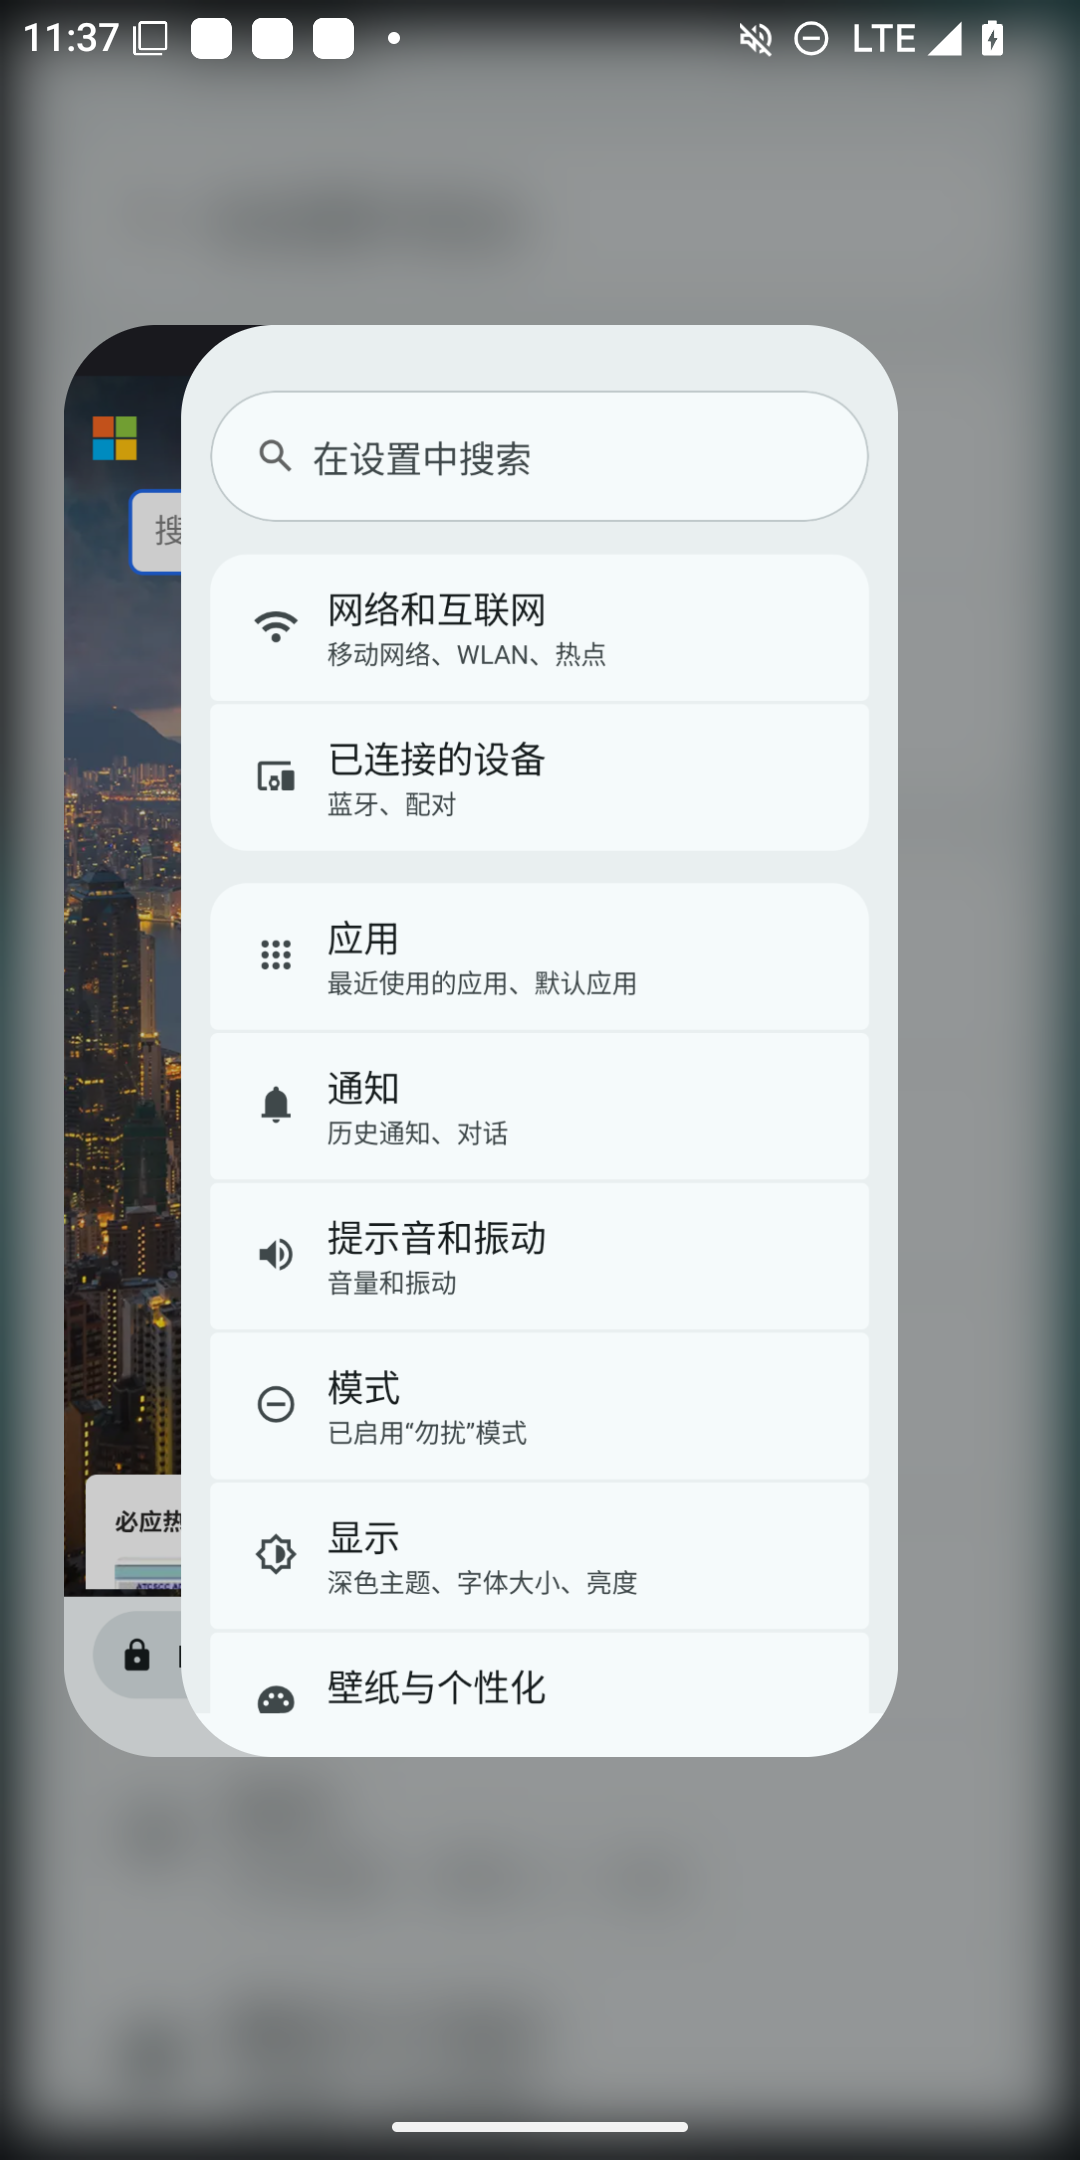 11:37 LTE
在设置中搜索
搜
网络和互联网
移动网络、WLAN、热点
已连接的设备
蓝牙、配对
应用
最近使用的应用、默认应用
通知
历史通知、对话
提示音和振动
音量和振动
模式
已启用“勿扰”模式
必应热
显示
深色主题、字体大小、亮度
壁纸与个性化